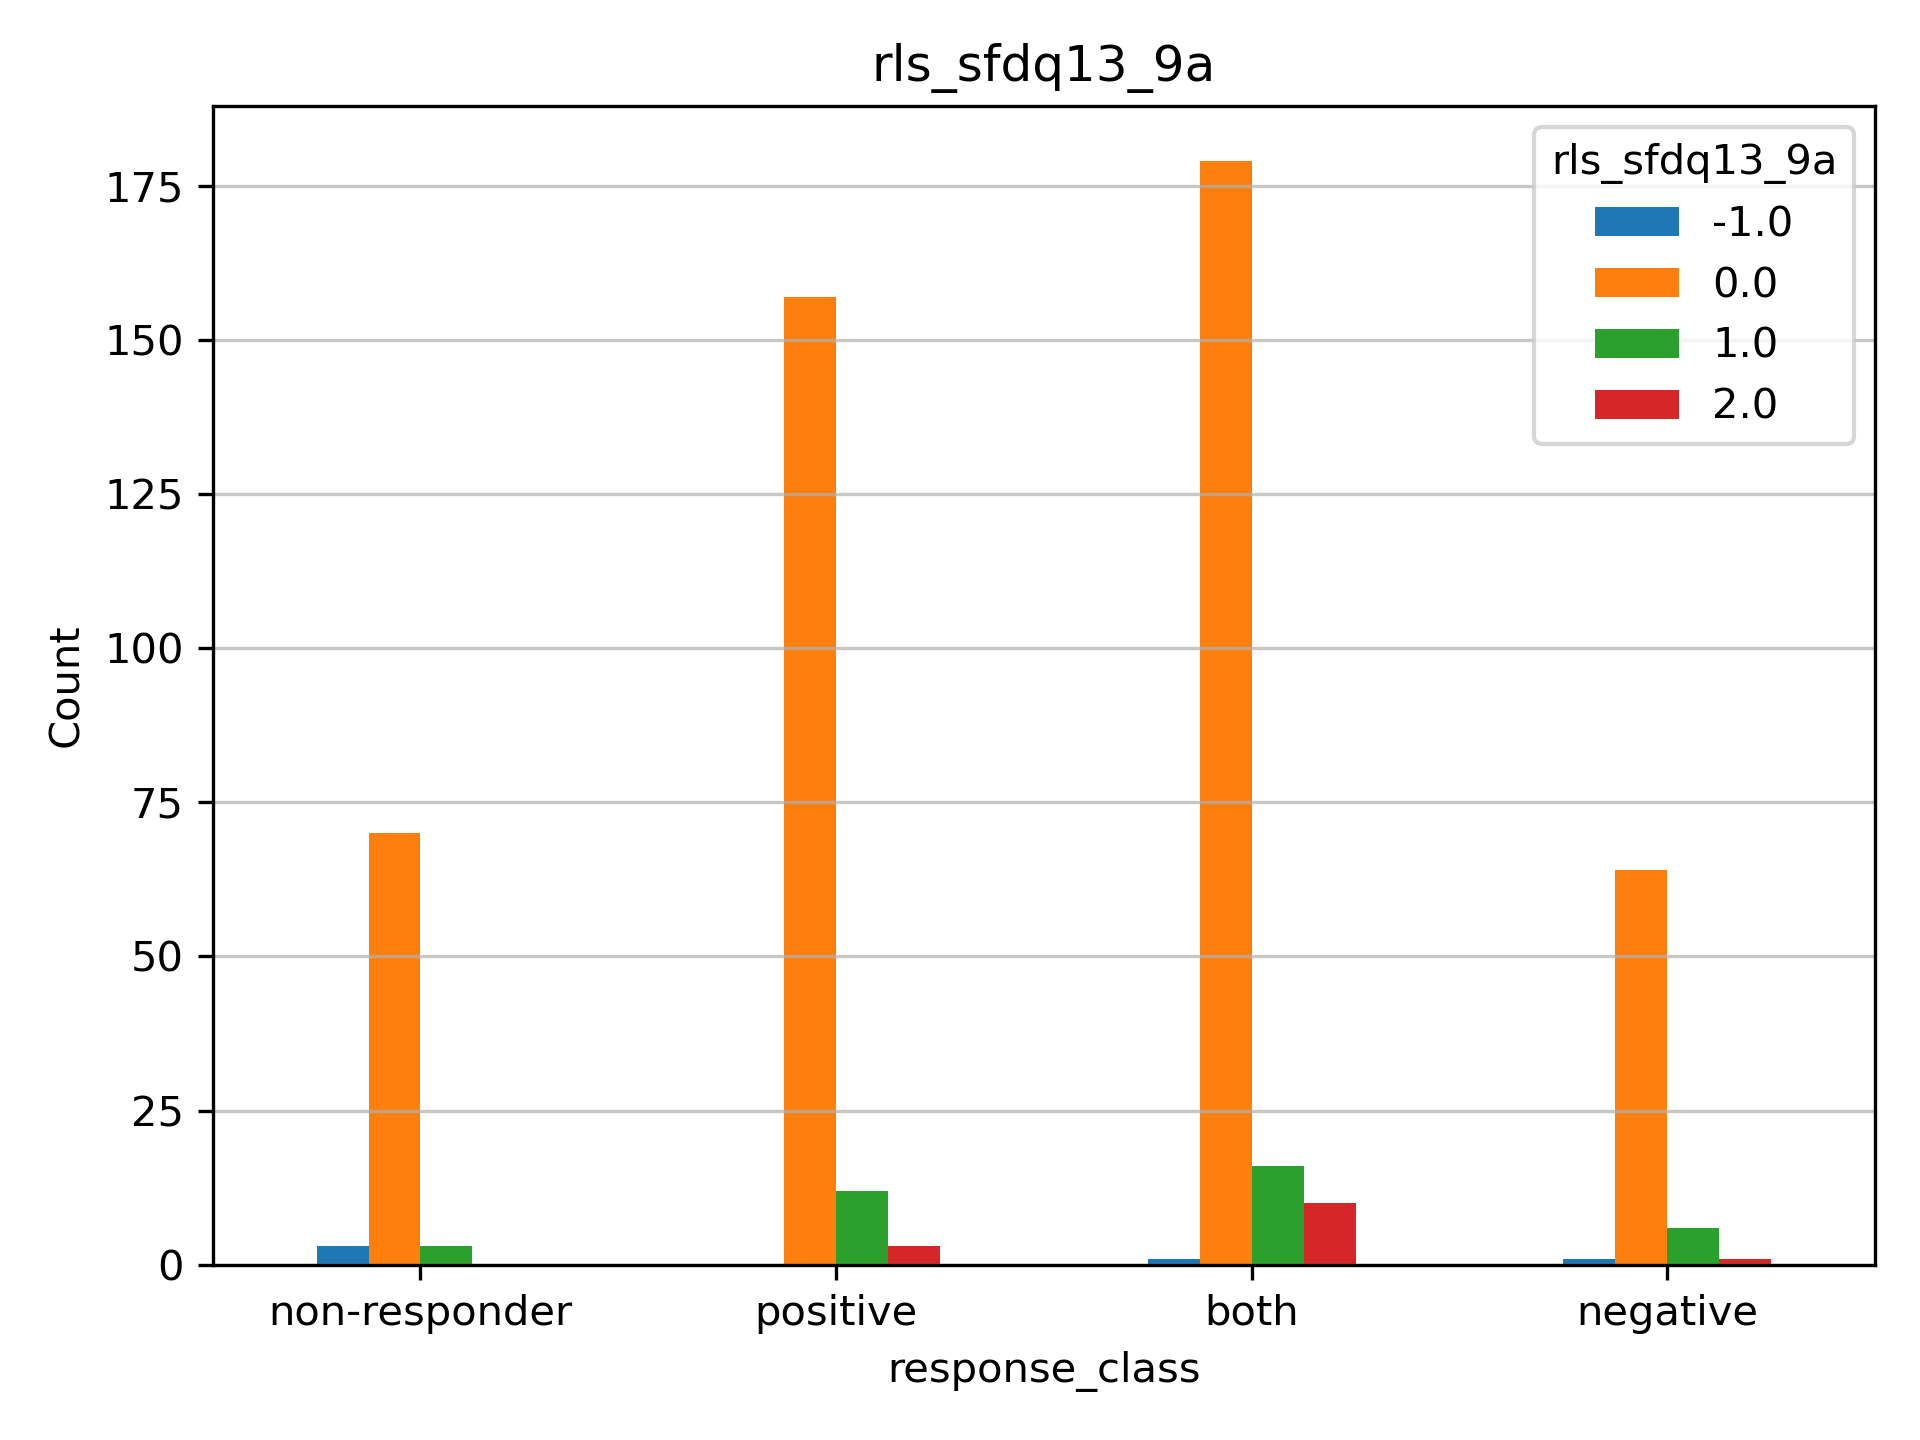 rls_sfdq13_9a
rls_sfdq13_9a
-1.0
0.0
1.0
2.0
Count
175
150
125
100
75
50
25
0
non-responder positive both negative
response_class